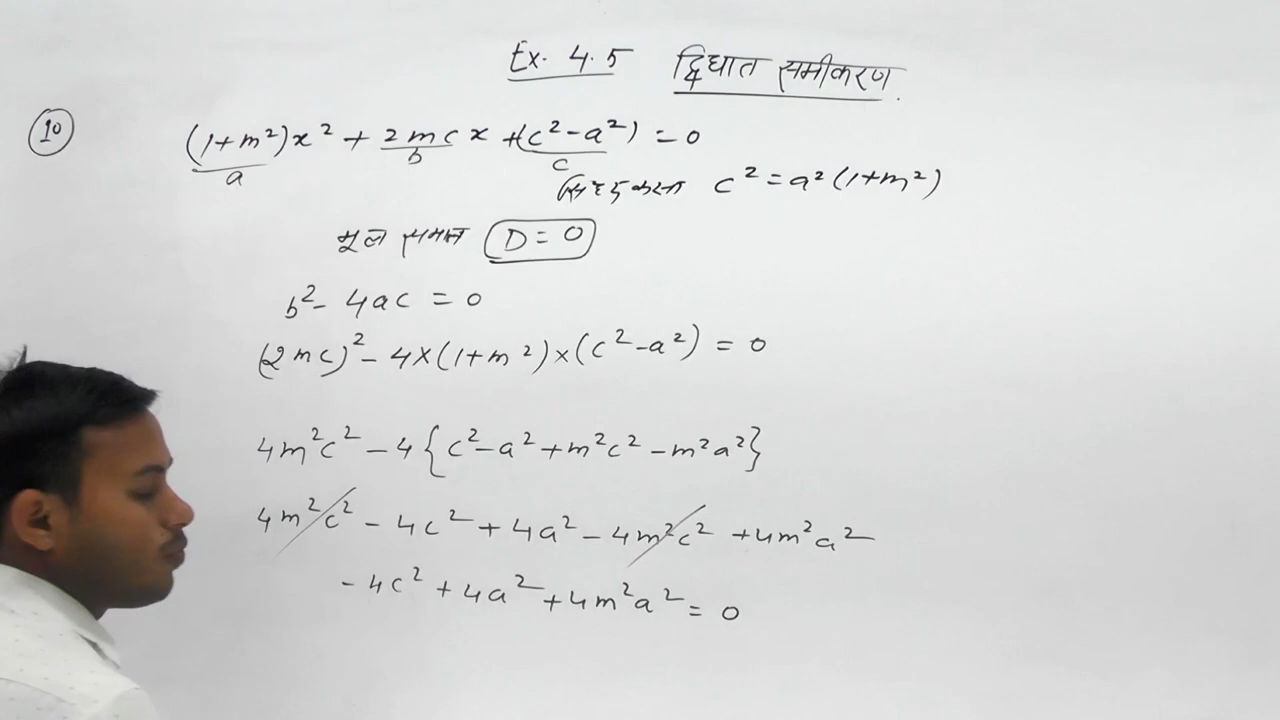 Ex. 4.5 द्विघात समीकरण.
(10) (1+m²)x² + 2mcx +(c²-a²) = 0
a b c
सिद्ध करना c² = a²(1+m²)
मूल समान D = 0
b² - 4ac = 0
(2mc)² - 4×(1+m²)×(c²-a²) = 0
4m²c² - 4{c²-a²+m²c²-m²a²}
4m²c² - 4c² + 4a² - 4m²c² + 4m²a²
- 4c² + 4a² + 4m²a² = 0